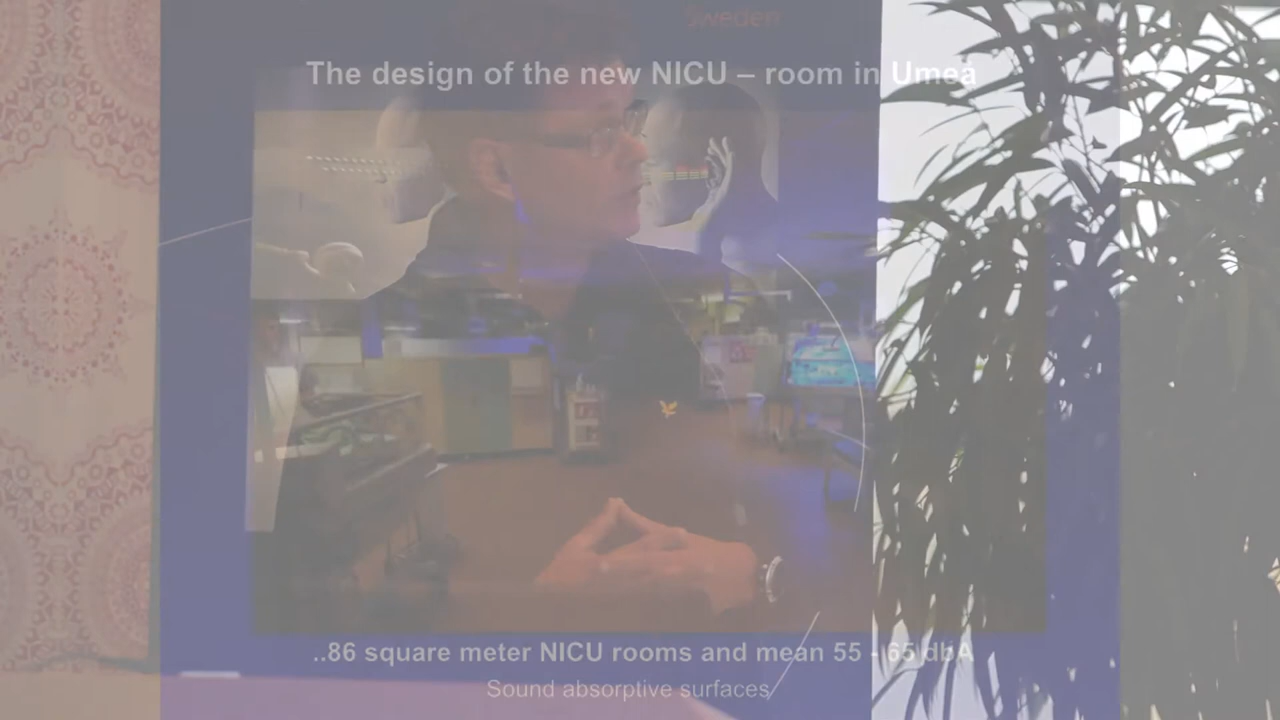 Sweden
The design of the new NICU – room in Umeå
..86 square meter NICU rooms and mean 55 - 65 dbA
Sound absorptive surfaces